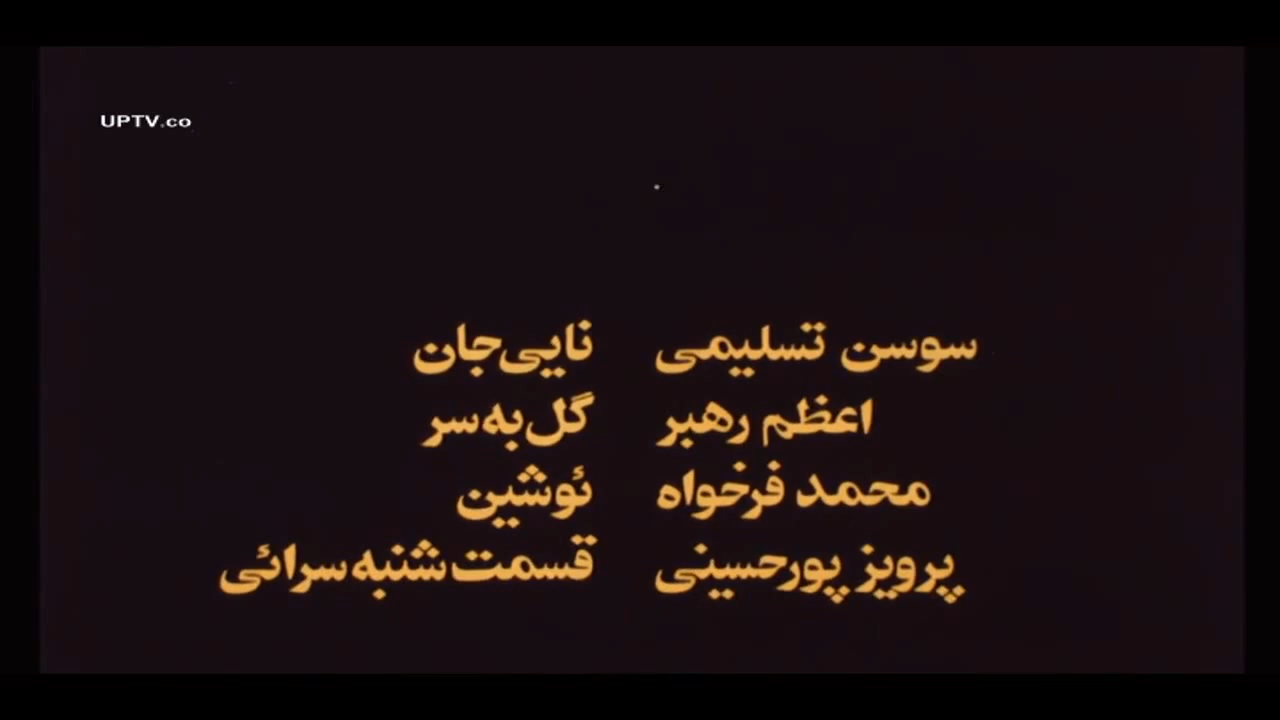 UPTV.co
سوسن تسلیمی نایی‌جان
اعظم رهبر گل‌به‌سر
محمد فرخواه ئوشین
پرویز پورحسینی قسمت‌شنبه‌سرائی